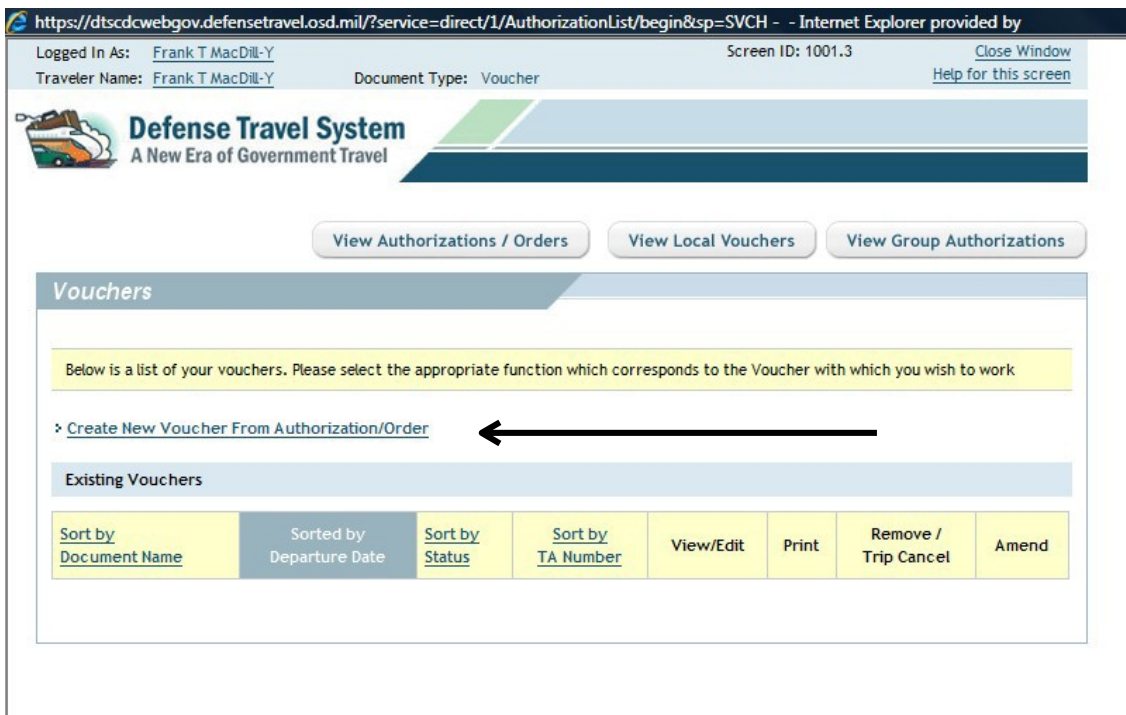 https://dtscdcwebgov.defensetravel.osd.mil/?service=direct/1/AuthorizationList/begin&sp=SVCH - - Internet Explorer provided by
Logged In As: Frank T MacDill-Y Screen ID: 1001.3 Close Window
Traveler Name: Frank T MacDill-Y Document Type: Voucher Help for this screen
Defense Travel System
A New Era of Government Travel
View Authorizations / Orders View Local Vouchers View Group Authorizations
Vouchers
Below is a list of your vouchers. Please select the appropriate function which corresponds to the Voucher with which you wish to work
Create New Voucher From Authorization/Order
Existing Vouchers
Sort by Sorted by Sort by Sort by View/Edit Print Remove / Amend
Document Name Departure Date Status TA Number Trip Cancel